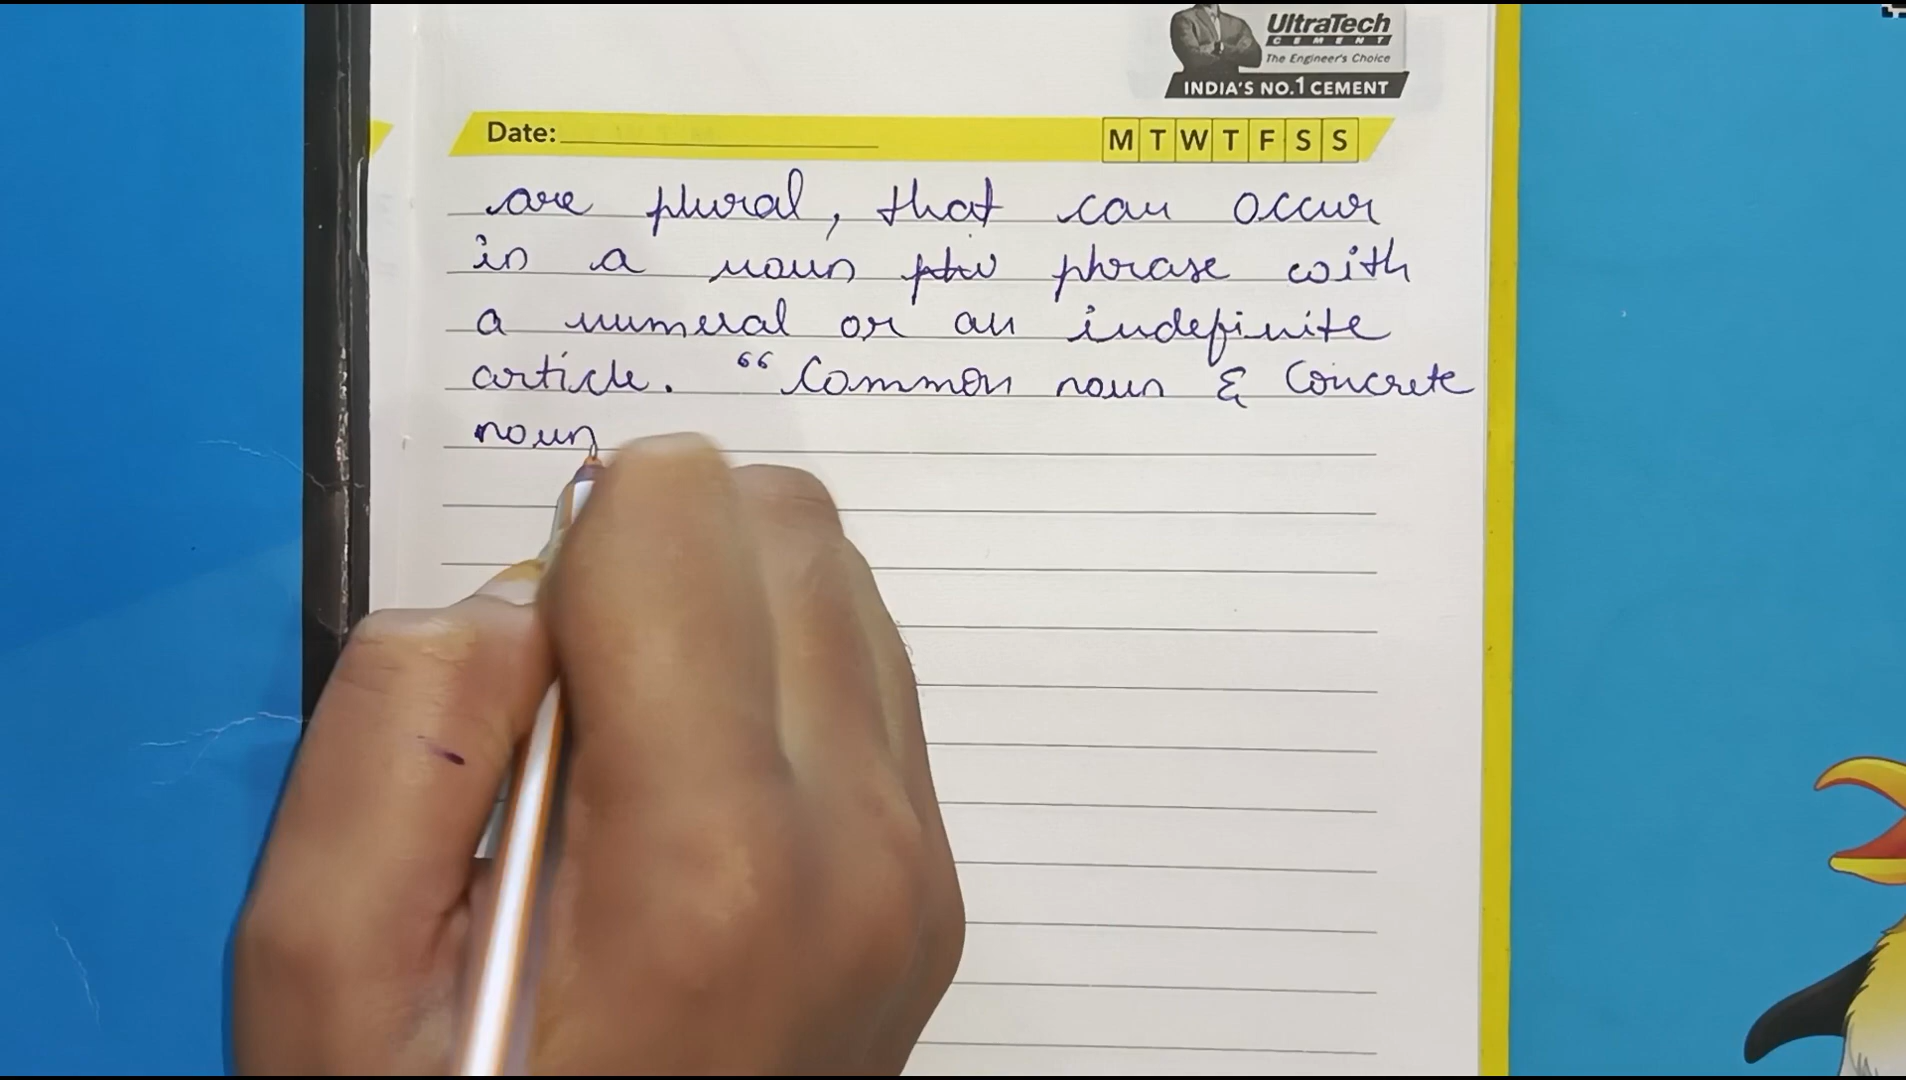 UltraTech
CEMENT
The Engineer's Choice
INDIA'S NO.1 CEMENT
Date: M T W T F S S
are plural, that can occur
in a noun phrase with
a numeral or an indefinite
article. “Common noun & Concrete
noun